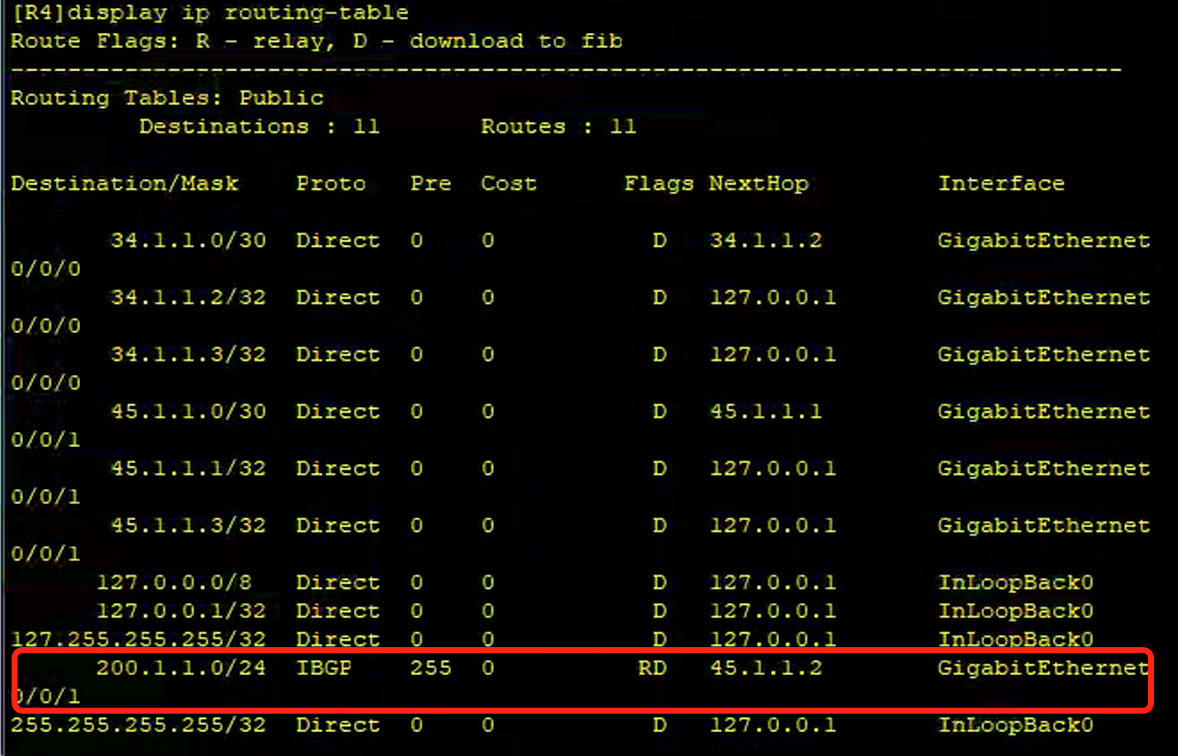 [R4]display ip routing-table
Route Flags: R - relay, D - download to fib
------------------------------------------------------------------------------
Routing Tables: Public
         Destinations : 11       Routes : 11
Destination/Mask    Proto   Pre  Cost      Flags NextHop         Interface
       34.1.1.0/30  Direct  0    0           D   34.1.1.2        GigabitEthernet
0/0/0
       34.1.1.2/32  Direct  0    0           D   127.0.0.1       GigabitEthernet
0/0/0
       34.1.1.3/32  Direct  0    0           D   127.0.0.1       GigabitEthernet
0/0/0
       45.1.1.0/30  Direct  0    0           D   45.1.1.1        GigabitEthernet
0/0/1
       45.1.1.1/32  Direct  0    0           D   127.0.0.1       GigabitEthernet
0/0/1
       45.1.1.3/32  Direct  0    0           D   127.0.0.1       GigabitEthernet
0/0/1
      127.0.0.0/8   Direct  0    0           D   127.0.0.1       InLoopBack0
      127.0.0.1/32  Direct  0    0           D   127.0.0.1       InLoopBack0
127.255.255.255/32  Direct  0    0           D   127.0.0.1       InLoopBack0
      200.1.1.0/24  IBGP    255  0          RD   45.1.1.2        GigabitEthernet
0/0/1
255.255.255.255/32  Direct  0    0           D   127.0.0.1       InLoopBack0